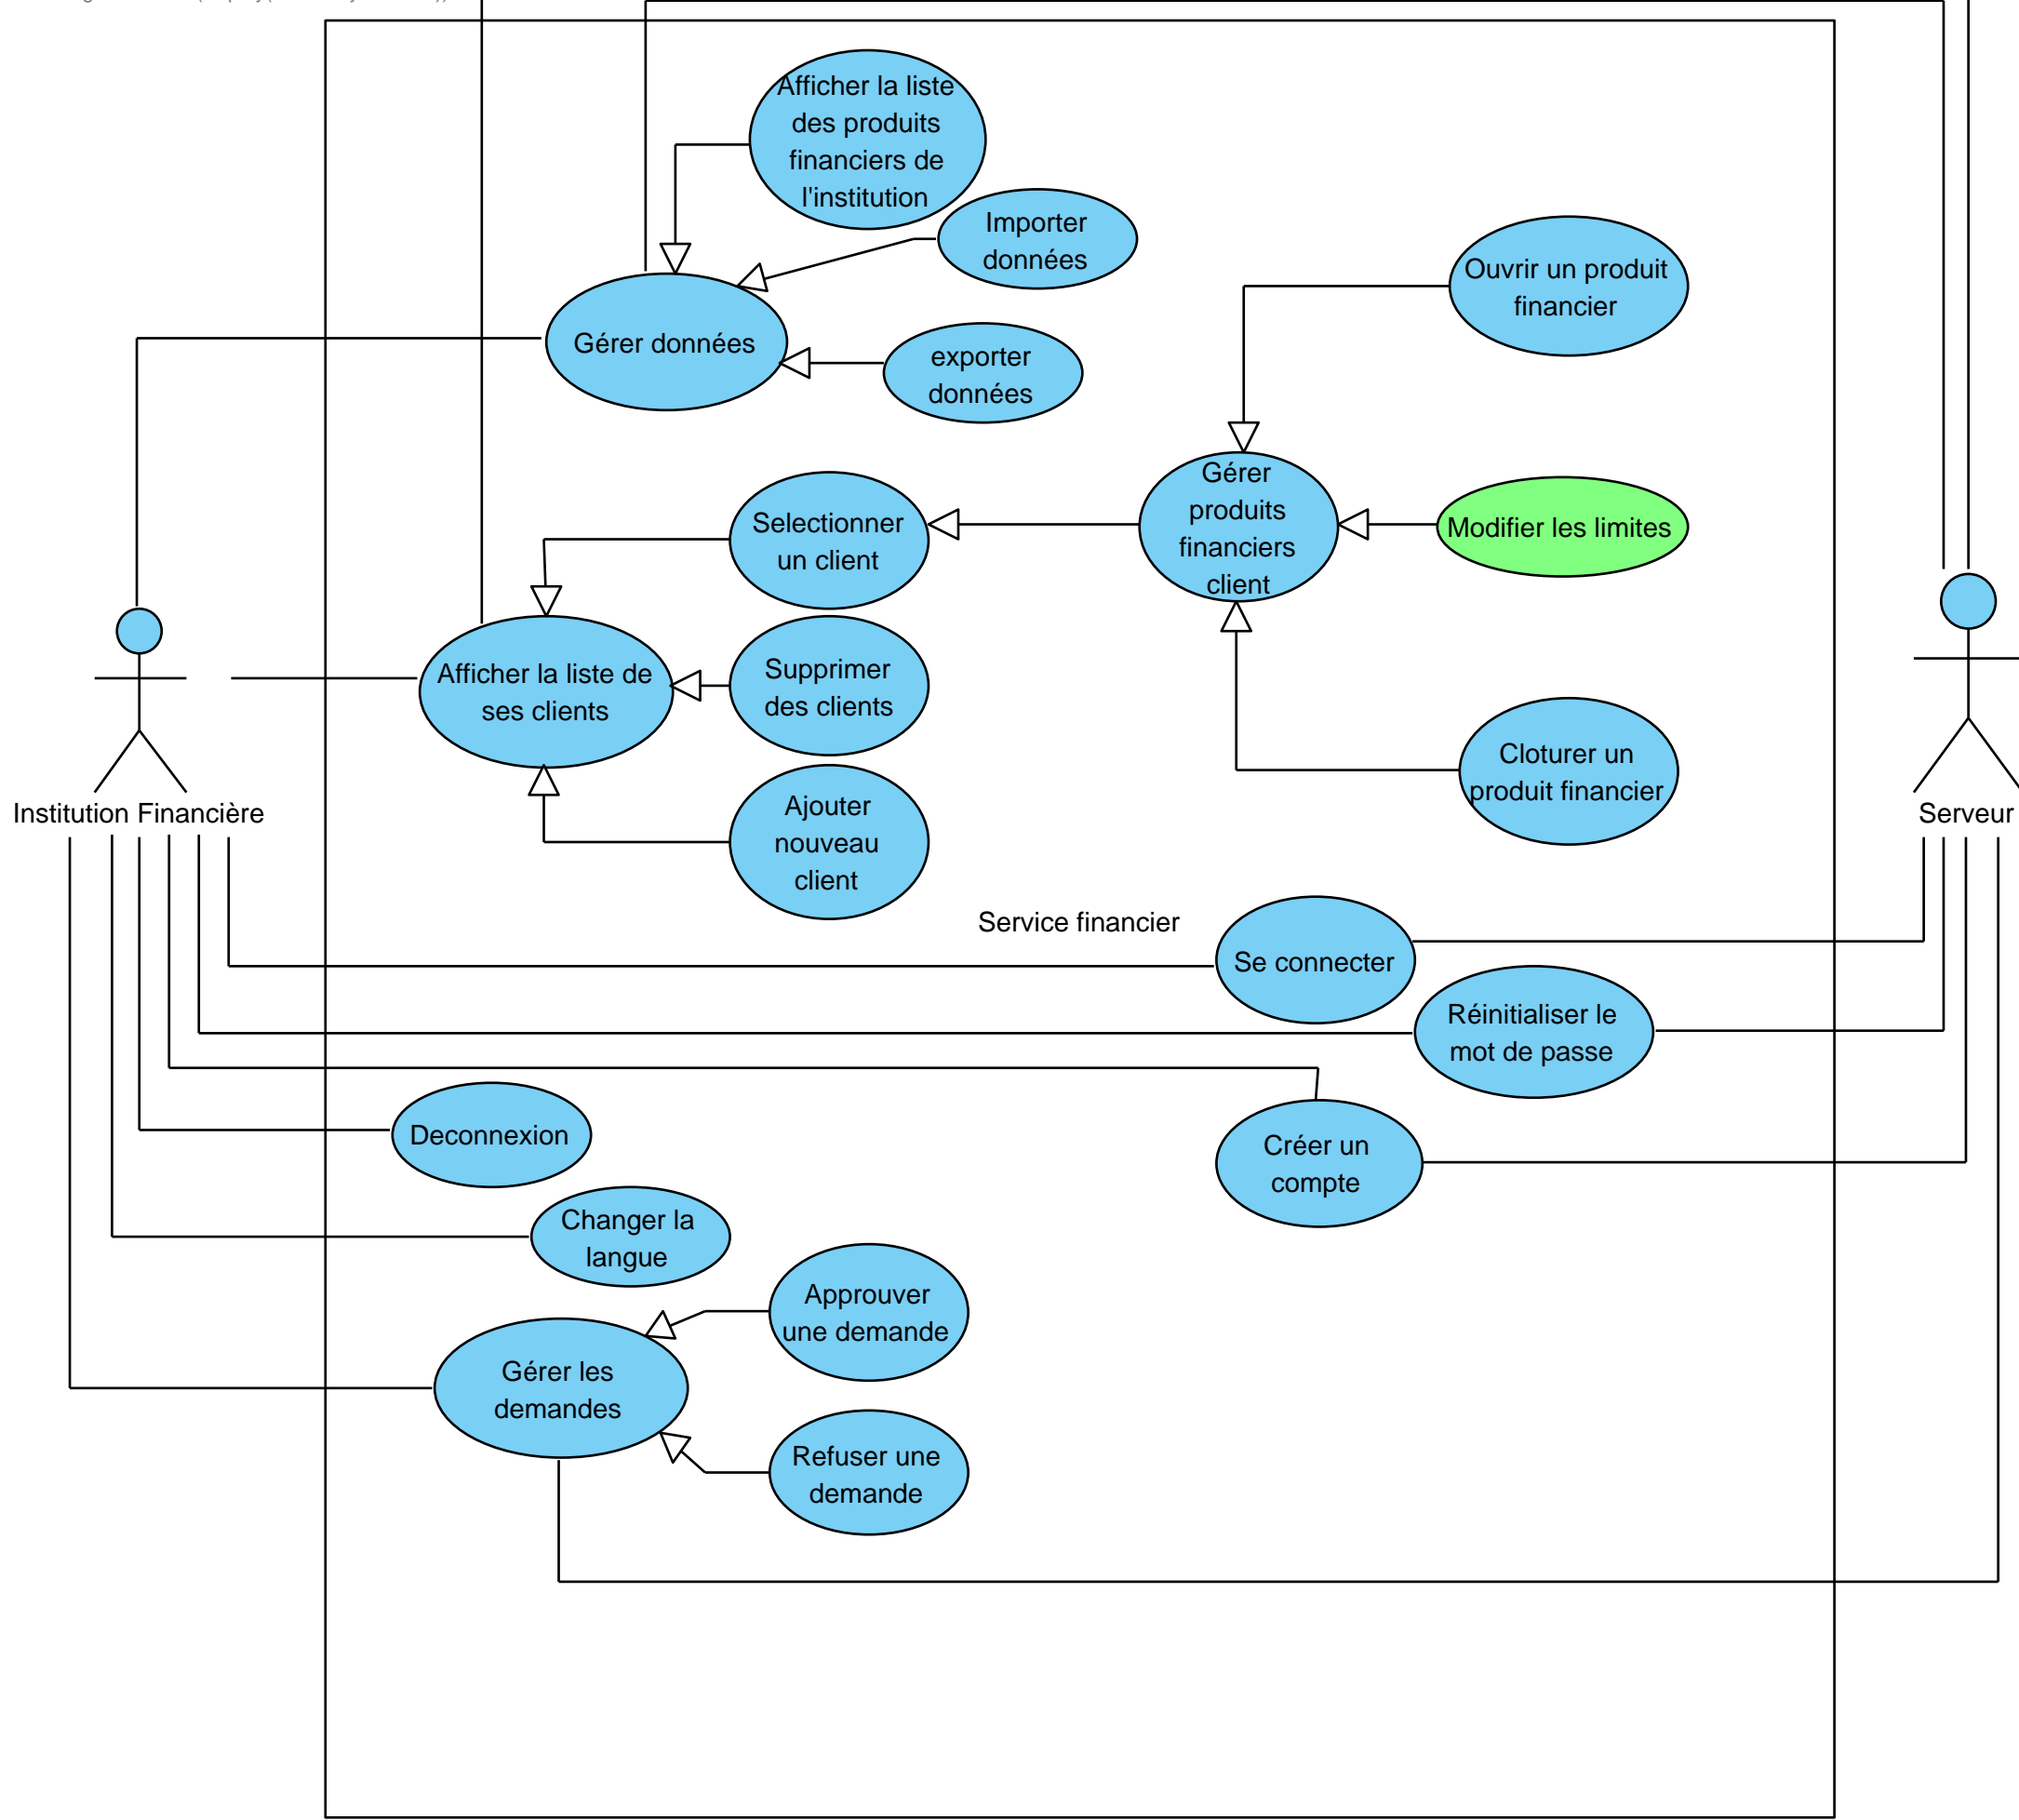 Afficher la liste
des produits
financiers de
l'institution
Importer
données
Ouvrir un produit
financier
Gérer données
exporter
données
Gérer
produits
financiers
client
Selectionner
un client
Modifier les limites
Afficher la liste de
ses clients
Supprimer
des clients
Cloturer un
produit financier
Institution Financière
Serveur
Ajouter
nouveau
client
Service financier
Se connecter
Réinitialiser le
mot de passe
Deconnexion
Créer un
compte
Changer la
langue
Approuver
une demande
Gérer les
demandes
Refuser une
demande